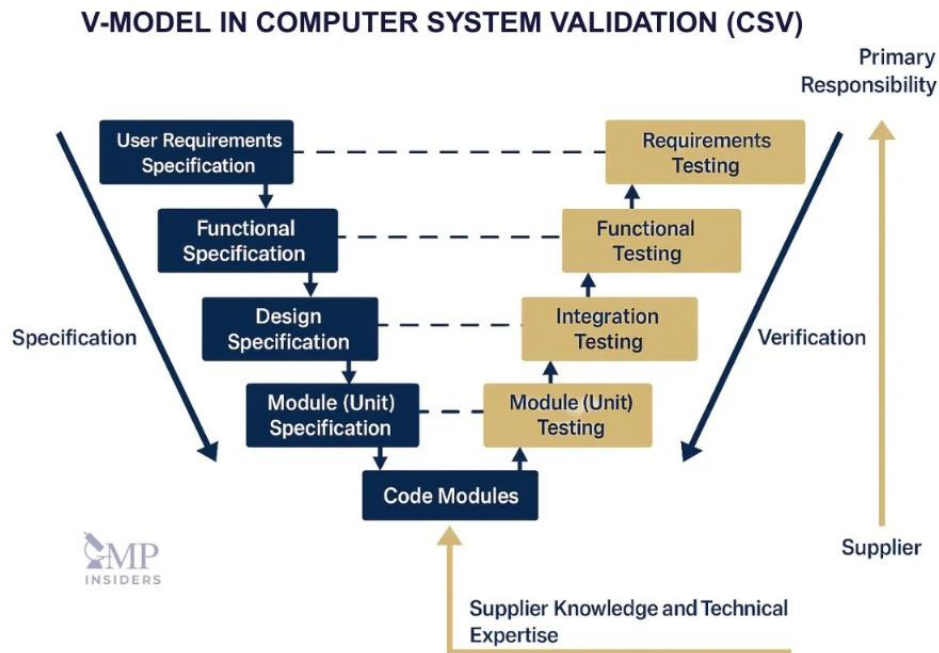 V-MODEL IN COMPUTER SYSTEM VALIDATION (CSV)
Primary
Responsibility
User Requirements
Specification
Requirements
Testing
Functional
Specification
Functional
Testing
Design
Specification
Integration
Testing
Specification
Verification
Module (Unit)
Specification
Module (Unit)
Testing
Code Modules
Supplier
GMP
INSIDERS
Supplier Knowledge and Technical
Expertise